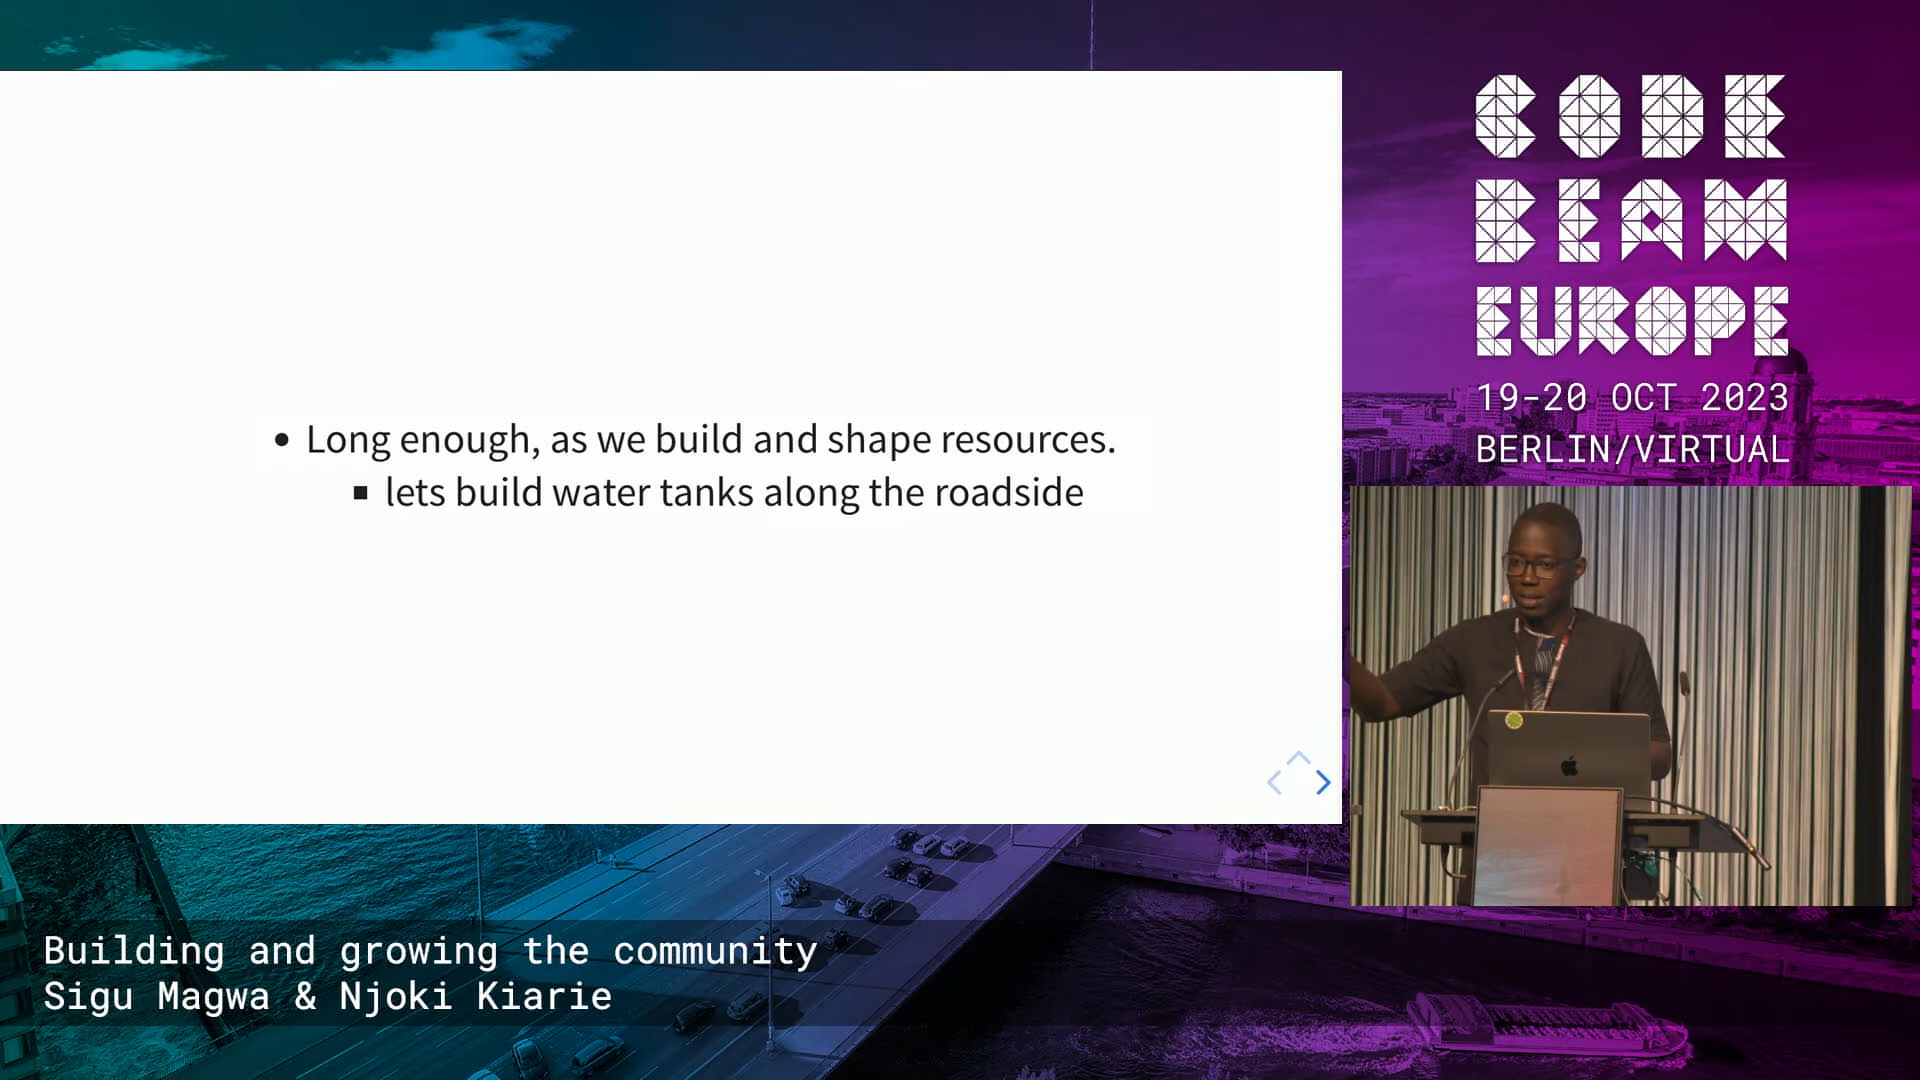 CODE
BEAM
EUROPE
19-20 OCT 2023
BERLIN/VIRTUAL
• Long enough, as we build and shape resources.
▪ lets build water tanks along the roadside
Building and growing the community
Sigu Magwa & Njoki Kiarie